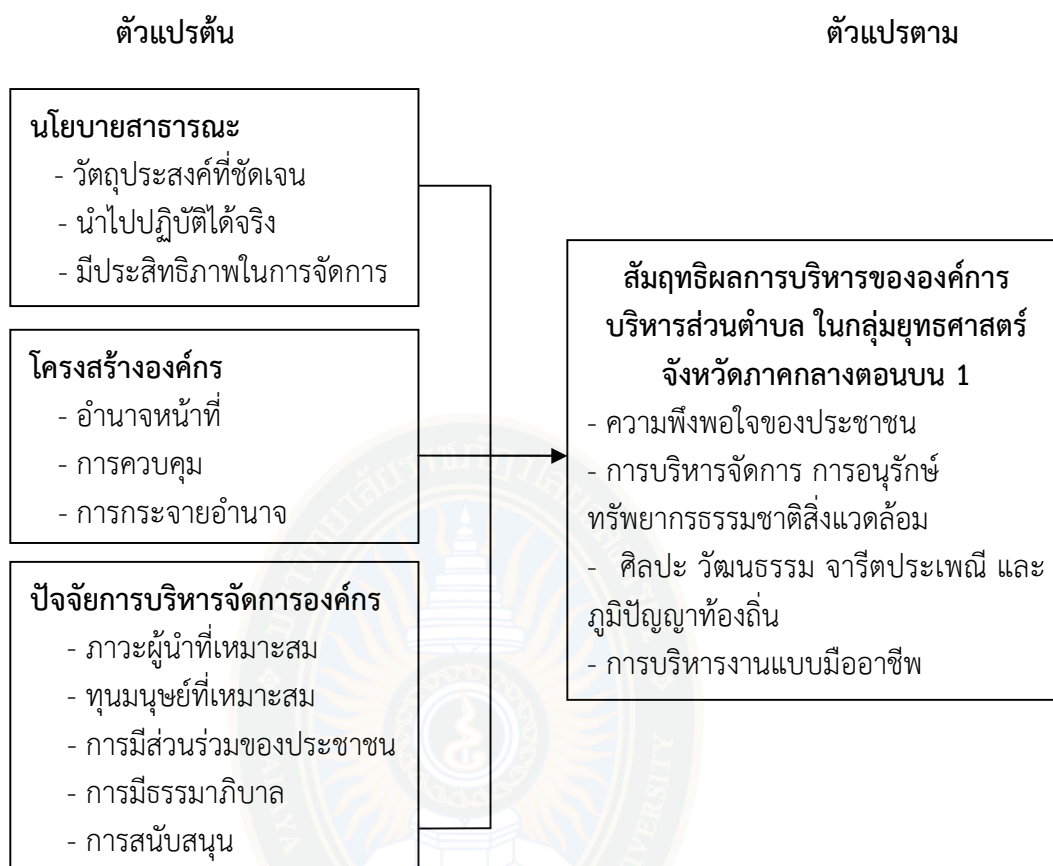 ตัวแปรต้น
ตัวแปรตาม
นโยบายสาธารณะ
- วัตถุประสงค์ที่ชัดเจน
- นำไปปฏิบัติได้จริง
- มีประสิทธิภาพในการจัดการ
โครงสร้างองค์กร
- อำนาจหน้าที่
- การควบคุม
- การกระจายอำนาจ
ปัจจัยการบริหารจัดการองค์กร
- ภาวะผู้นำที่เหมาะสม
- ทุนมนุษย์ที่เหมาะสม
- การมีส่วนร่วมของประชาชน
- การมีธรรมาภิบาล
- การสนับสนุน
สัมฤทธิผลการบริหารขององค์การ
บริหารส่วนตำบล ในกลุ่มยุทธศาสตร์
จังหวัดภาคกลางตอนบน 1
- ความพึงพอใจของประชาชน
- การบริหารจัดการ การอนุรักษ์
ทรัพยากรธรรมชาติสิ่งแวดล้อม
- ศิลปะ วัฒนธรรม จารีตประเพณี และ
ภูมิปัญญาท้องถิ่น
- การบริหารงานแบบมืออาชีพ